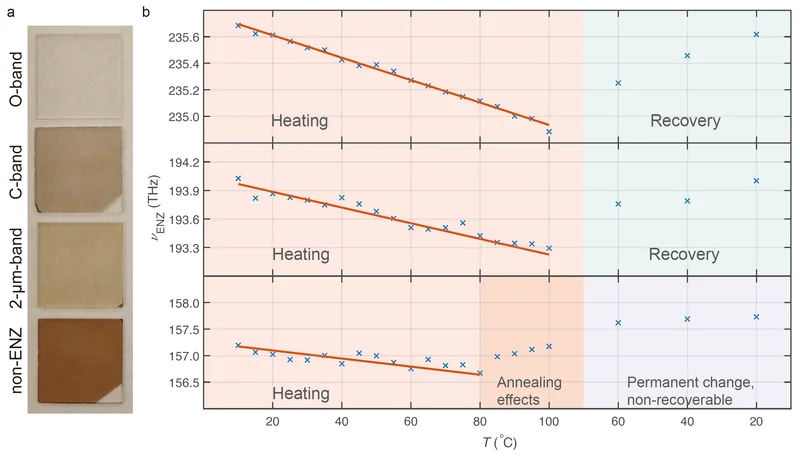 a
O-band
C-band
2-µm-band
non-ENZ
b
235.6
235.4
235.2
235.0
Heating
Recovery
194.2
193.9
193.6
193.3
Heating
Recovery
158.0
157.5
157.0
156.5
Heating
Annealing
effects
Permanent change,
non-recoverable
νENZ (THz)
20 40 60 80 100 60 40 20
T (°C)